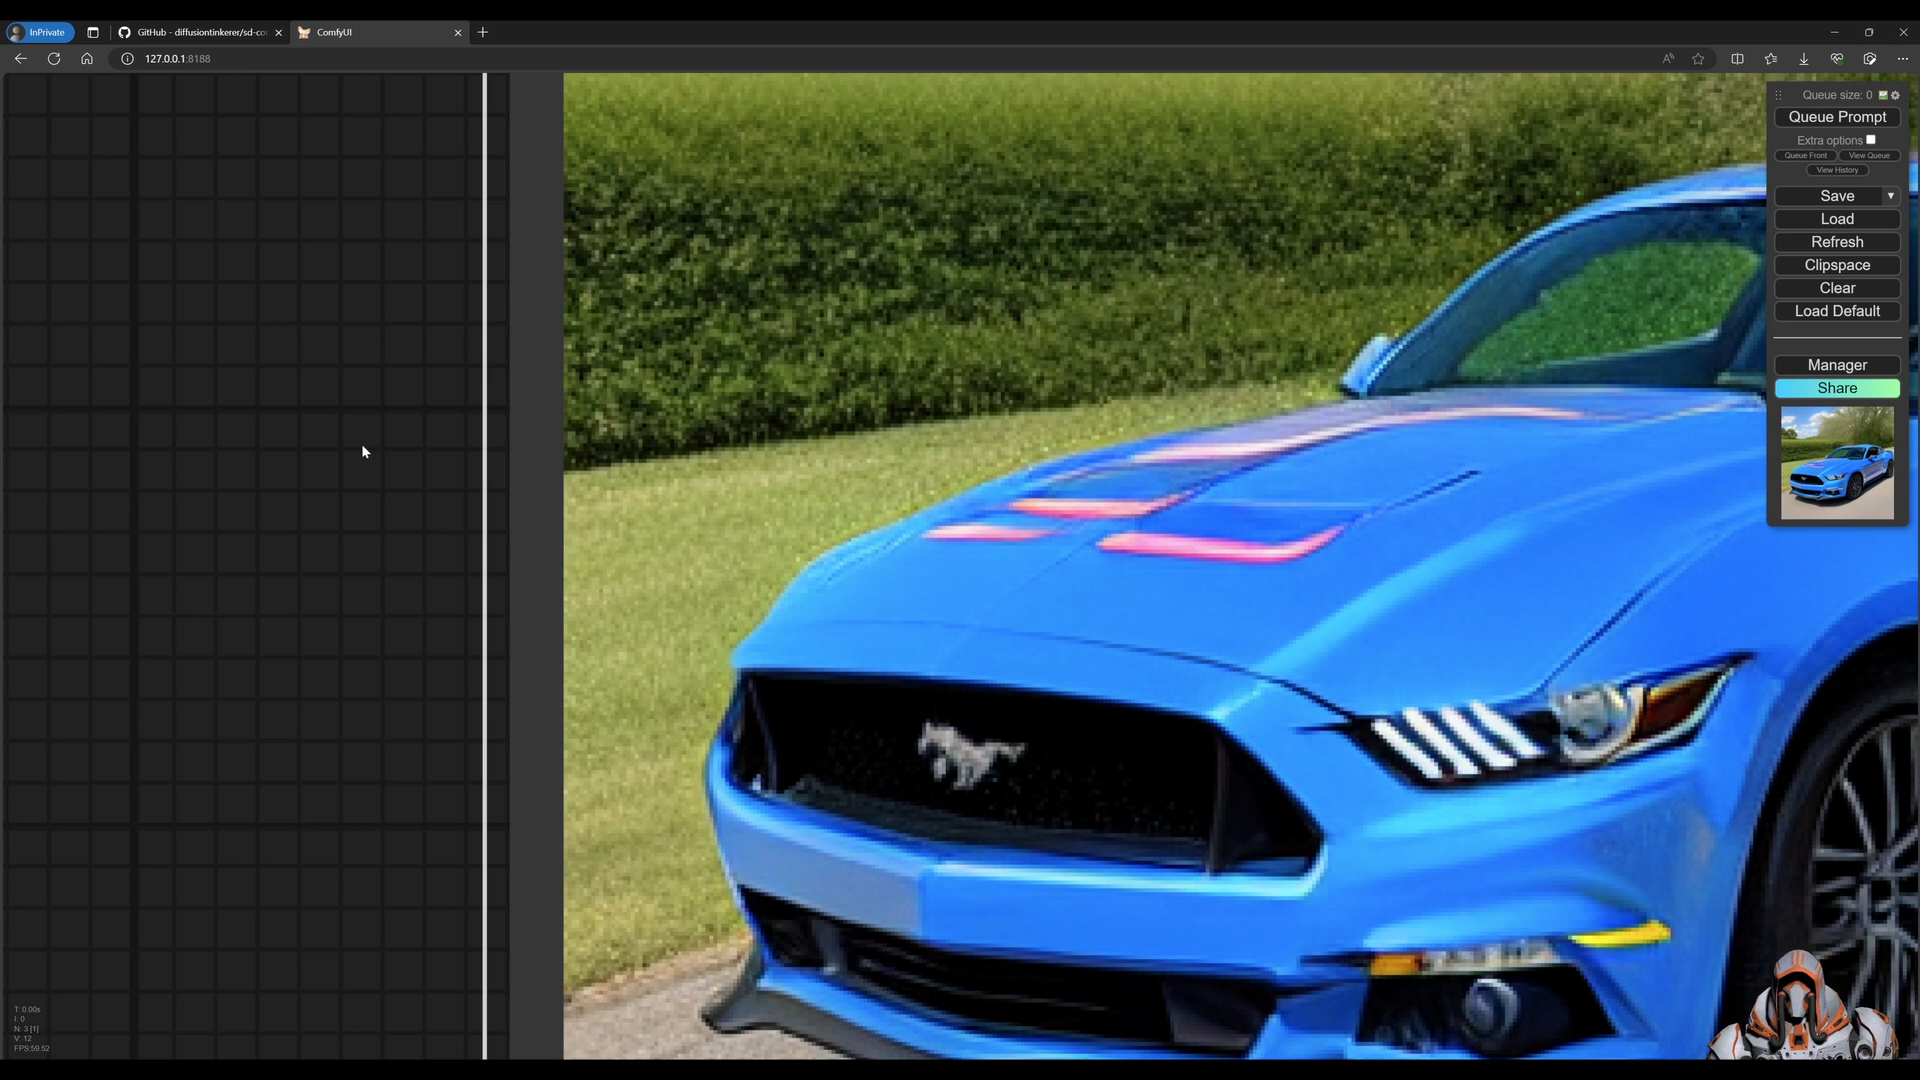 InPrivate
GitHub - diffusiontinkerer/sd-co
ComfyUI
127.0.0.1:8188
Queue size: 0
Queue Prompt
Extra options
Queue Front
View Queue
View History
Save
Load
Refresh
Clipspace
Clear
Load Default
Manager
Share
T: 0.00s
I: 0
N: 3 [1]
V: 12
FPS:59.52